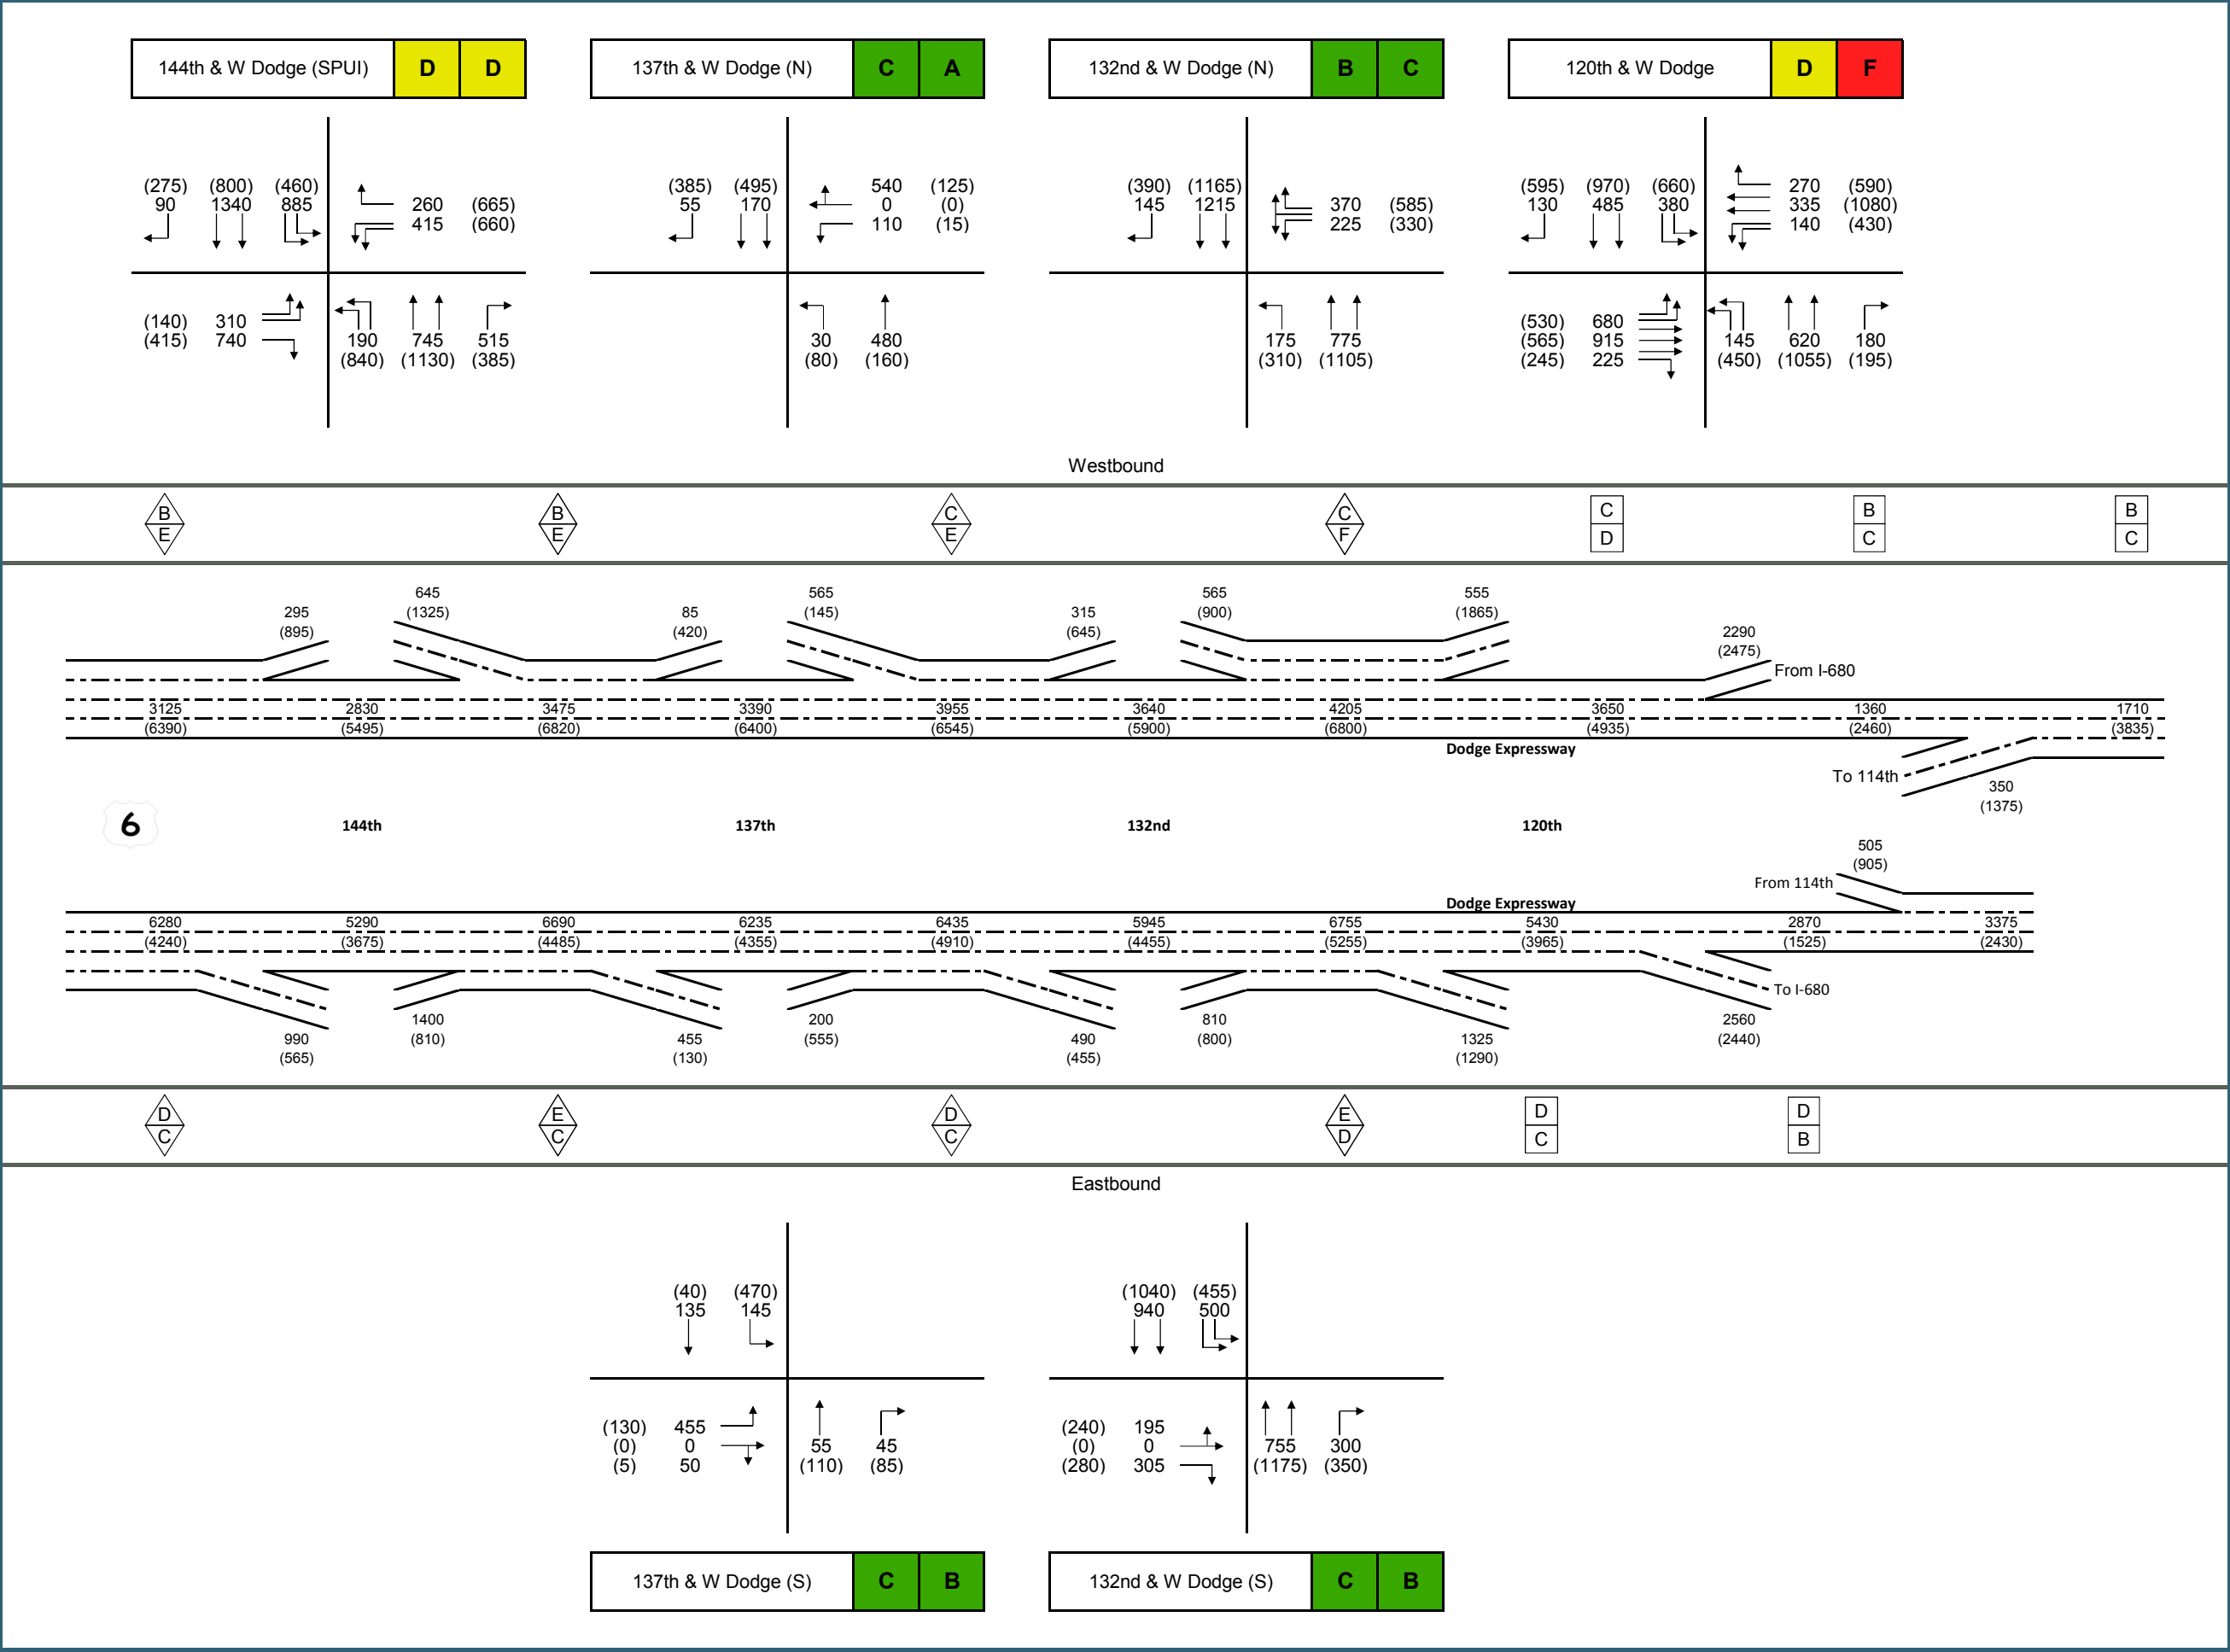 144th & W Dodge (SPUI) D D
137th & W Dodge (N) C A
132nd & W Dodge (N) B C
120th & W Dodge D F
(275) (800) (460)
90 1340 885
260 (665)
415 (660)
(140) 310
(415) 740
190 745 515
(840) (1130) (385)
(385) (495)
55 170
540 (125)
0 (0)
110 (15)
30 480
(80) (160)
(390) (1165)
145 1215
370 (585)
225 (330)
175 775
(310) (1105)
(595) (970) (660)
130 485 380
270 (590)
335 (1080)
140 (430)
(530) 680
(565) 915
(245) 225
145 620 180
(450) (1055) (195)
Westbound
B B C C C B B
E E E F D C C
645 565 565 555
(1325) (145) (900) (1865)
295 85 315
(895) (420) (645)
2290
(2475)
From I-680
3125 2830 3475 3390 3955 3640 4205 3650 1360 1710
(6390) (5495) (6820) (6400) (6545) (5900) (6800) (4935) (2460) (3835)
Dodge Expressway
To 114th
350
(1375)
6 144th 137th 132nd 120th
505
(905)
From 114th
Dodge Expressway
6280 5290 6690 6235 6435 5945 6755 5430 2870 3375
(4240) (3675) (4485) (4355) (4910) (4455) (5255) (3965) (1525) (2430)
To I-680
1400 200 810 2560
(810) (555) (800) (2440)
990 455 490 1325
(565) (130) (455) (1290)
D E D E D D
C C C D C B
Eastbound
(40) (470)
135 145
(130) 455
(0) 0
(5) 50
55 45
(110) (85)
(1040) (455)
940 500
(240) 195
(0) 0
(280) 305
755 300
(1175) (350)
137th & W Dodge (S) C B
132nd & W Dodge (S) C B